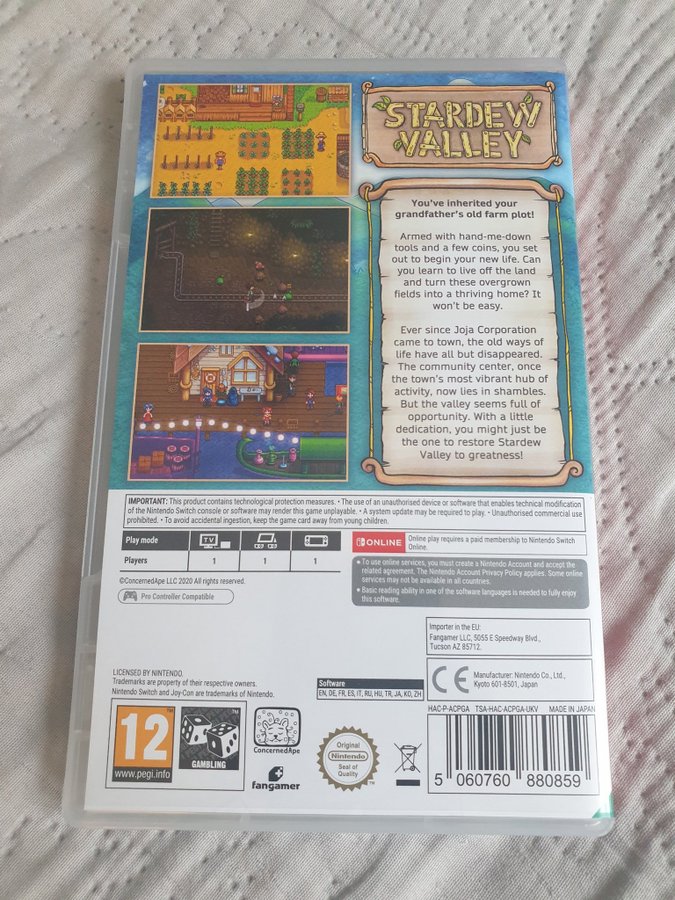 STARDEW
VALLEY
You've inherited your
grandfather's old farm plot!
Armed with hand-me-down
tools and a few coins, you set
out to begin your new life. Can
you learn to live off the land
and turn these overgrown
fields into a thriving home? It
won't be easy.
Ever since Joja Corporation
came to town, the old ways of
life have all but disappeared.
The community center, once
the town's most vibrant hub of
activity, now lies in shambles.
But the valley seems full of
opportunity. With a little
dedication, you might just be
the one to restore Stardew
Valley to greatness!
IMPORTANT: This product contains technological protection measures. • The use of an unauthorised device or software that enables technical modification
of the Nintendo Switch console or software may render this game unplayable. • A system update may be required to play. • Unauthorised commercial use
prohibited. • To avoid accidental ingestion, keep the game card away from young children.
Play mode TV
Players 1 1 1
ONLINE Online play requires a paid membership to Nintendo Switch
Online.
• To use online services, you must create a Nintendo Account and accept the
related agreement. The Nintendo Account Privacy Policy applies. Some online
services may not be available in all countries.
• Basic reading ability in one of the software languages is needed to fully enjoy
this software.
©ConcernedApe LLC 2020 All rights reserved.
Pro Controller Compatible
Importer in the EU:
Fangamer LLC, 5055 E Speedway Blvd.,
Tucson AZ 85712.
LICENSED BY NINTENDO.
Trademarks are property of their respective owners.
Nintendo Switch and Joy-Con are trademarks of Nintendo.
Software
EN, DE, FR, ES, IT, RU, HU, TR, JA, KO, ZH
CE Manufacturer: Nintendo Co., Ltd.,
Kyoto 601-8501, Japan
HAC-P-ACPGA TSA-HAC-ACPGA-UKV MADE IN JAPAN
12
www.pegi.info
GAMBLING
ConcernedApe
fangamer
Original
Nintendo
Seal of
Quality
TM
5 060760 880859